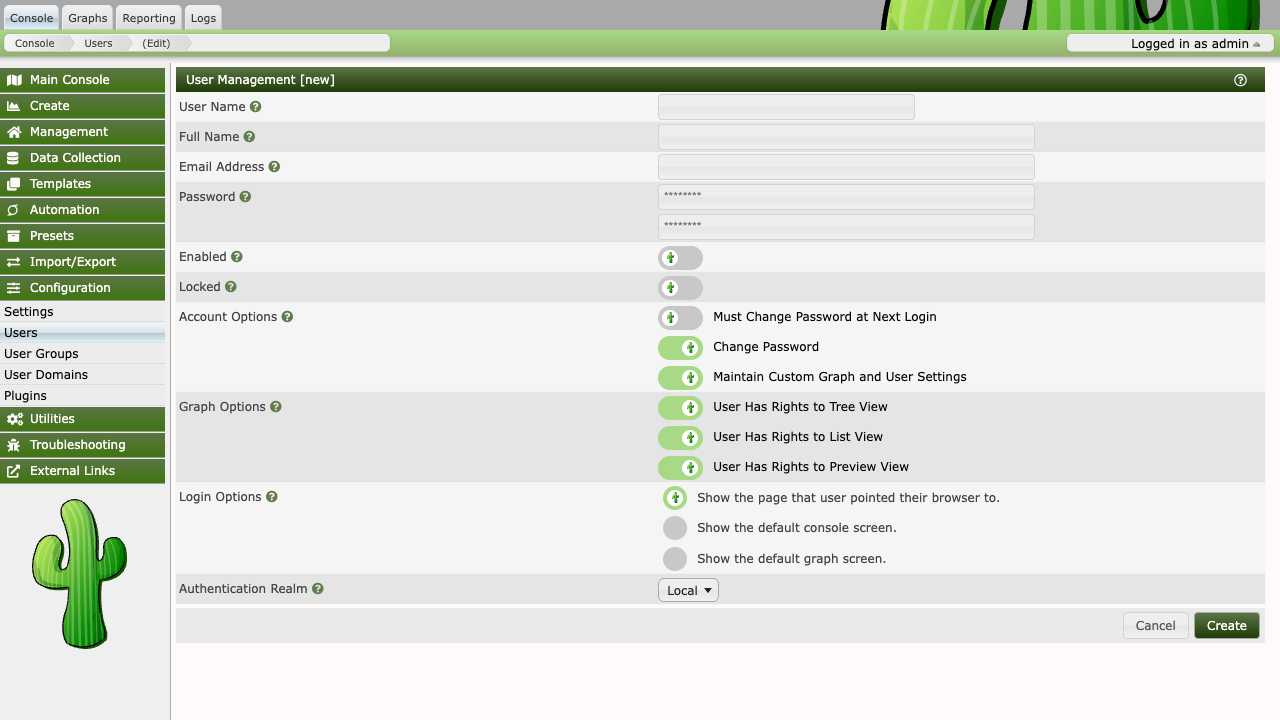 Console Graphs Reporting Logs
Console Users (Edit) Logged in as admin
Main Console
Create
Management
Data Collection
Templates
Automation
Presets
Import/Export
Configuration
Settings
Users
User Groups
User Domains
Plugins
Utilities
Troubleshooting
External Links
User Management [new]
User Name
Full Name
Email Address
Password ********
********
Enabled
Locked
Account Options Must Change Password at Next Login
Change Password
Maintain Custom Graph and User Settings
Graph Options User Has Rights to Tree View
User Has Rights to List View
User Has Rights to Preview View
Login Options Show the page that user pointed their browser to.
Show the default console screen.
Show the default graph screen.
Authentication Realm Local
Cancel Create